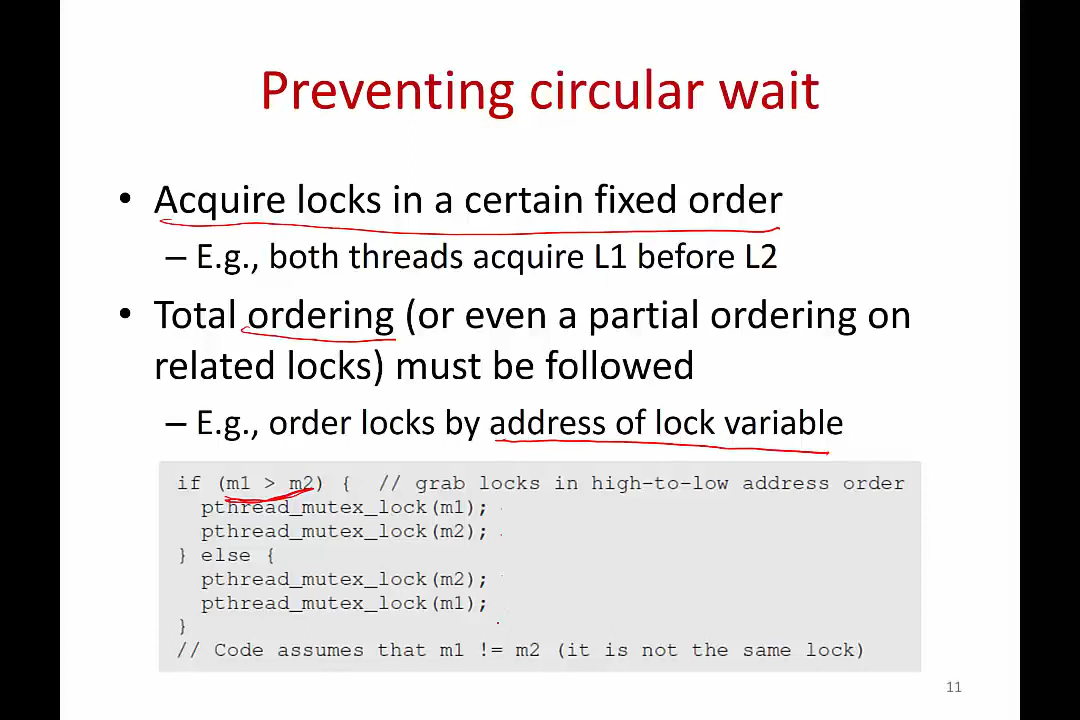 Preventing circular wait
• Acquire locks in a certain fixed order
– E.g., both threads acquire L1 before L2
• Total ordering (or even a partial ordering on
related locks) must be followed
– E.g., order locks by address of lock variable
if (m1 > m2) { // grab locks in high-to-low address order
pthread_mutex_lock(m1);
pthread_mutex_lock(m2);
} else {
pthread_mutex_lock(m2);
pthread_mutex_lock(m1);
}
// Code assumes that m1 != m2 (it is not the same lock)
11